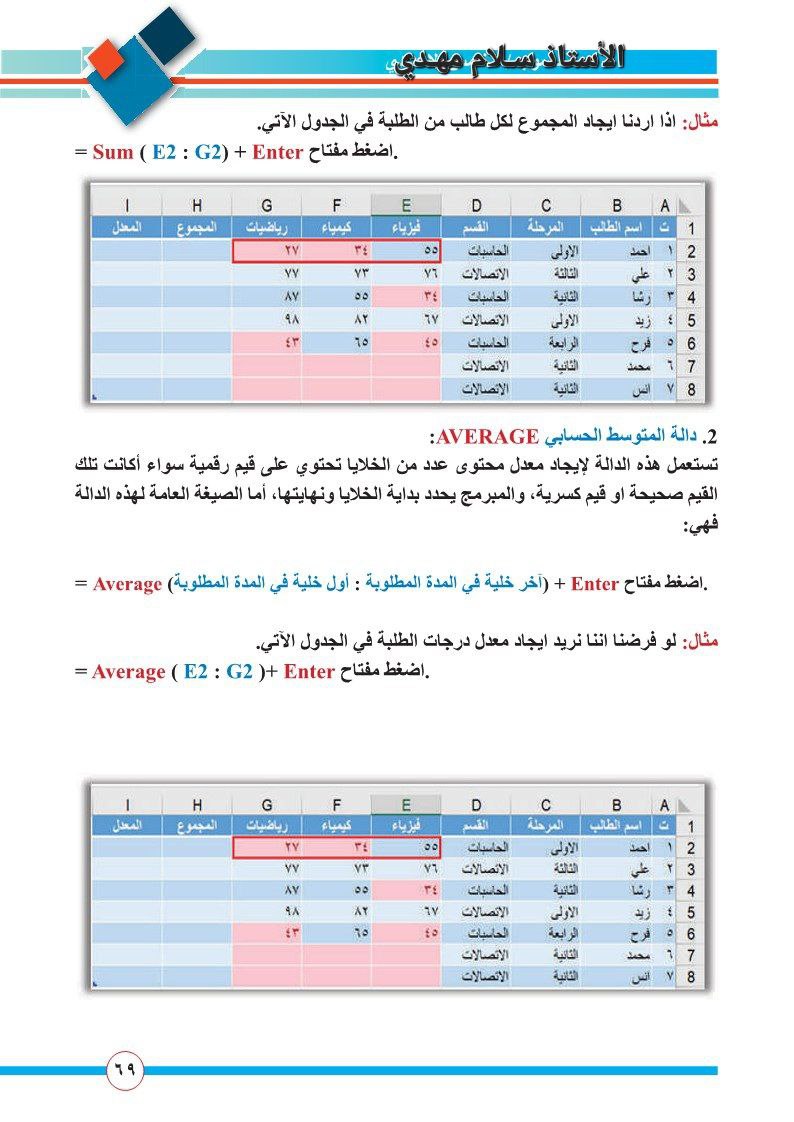 الأستاذ سلام مهدي
مثال: اذا اردنا ايجاد المجموع لكل طالب من الطلبة في الجدول الآتي.
= Sum ( E2 : G2) + Enter اضغط مفتاح.
A B C D E F G H I
1 ت اسم الطالب المرحلة القسم فيزياء كيمياء رياضيات المجموع المعدل
2 ١ احمد الاولى الحاسبات ٥٥ ٣٤ ٢٧
3 ٢ علي الثالثة الاتصالات ٧٦ ٧٣ ٧٧
4 ٣ رشا الثانية الحاسبات ٣٤ ٥٥ ٨٧
5 ٤ زيد الاولى الاتصالات ٦٧ ٨٢ ٩٨
6 ٥ فرح الرابعة الحاسبات ٤٥ ٦٥ ٤٣
7 ٦ محمد الثانية الاتصالات
8 ٧ انس الثانية الاتصالات
2. دالة المتوسط الحسابي AVERAGE:
تستعمل هذه الدالة لإيجاد معدل محتوى عدد من الخلايا تحتوي على قيم رقمية سواء أكانت تلك
القيم صحيحة او قيم كسرية، والمبرمج يحدد بداية الخلايا ونهايتها، أما الصيغة العامة لهذه الدالة
فهي:
= Average (أول خلية في المدة المطلوبة : آخر خلية في المدة المطلوبة) + Enter اضغط مفتاح.
مثال: لو فرضنا اننا نريد ايجاد معدل درجات الطلبة في الجدول الآتي.
= Average ( E2 : G2 )+ Enter اضغط مفتاح.
A B C D E F G H I
1 ت اسم الطالب المرحلة القسم فيزياء كيمياء رياضيات المجموع المعدل
2 ١ احمد الاولى الحاسبات ٥٥ ٣٤ ٢٧
3 ٢ علي الثالثة الاتصالات ٧٦ ٧٣ ٧٧
4 ٣ رشا الثانية الحاسبات ٣٤ ٥٥ ٨٧
5 ٤ زيد الاولى الاتصالات ٦٧ ٨٢ ٩٨
6 ٥ فرح الرابعة الحاسبات ٤٥ ٦٥ ٤٣
7 ٦ محمد الثانية الاتصالات
8 ٧ انس الثانية الاتصالات
٦٩